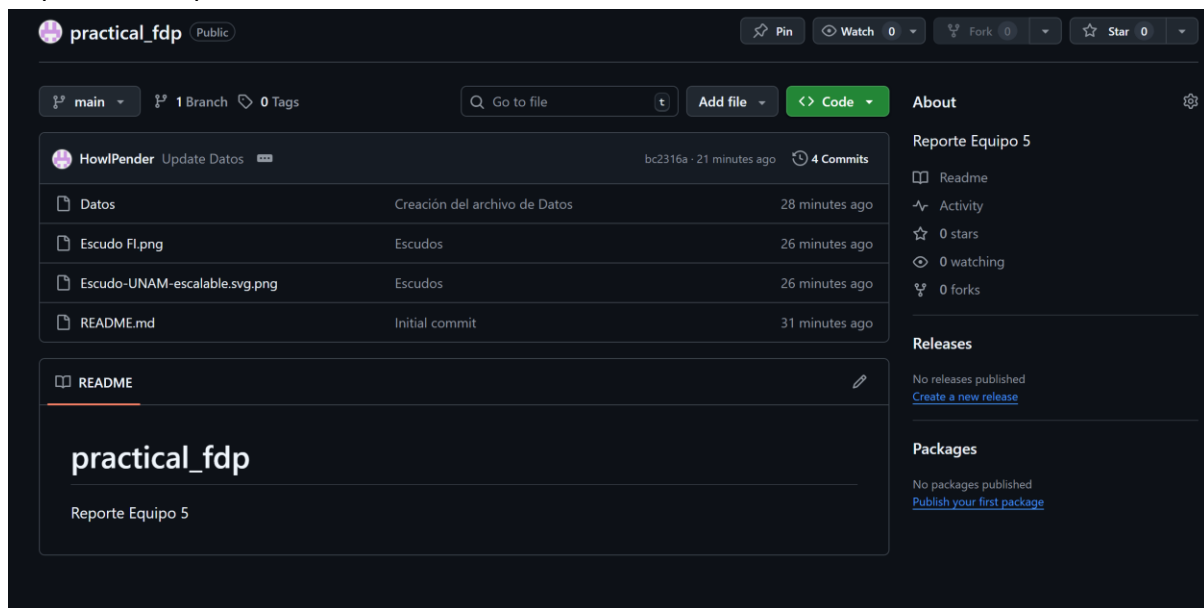 practical_fdp Public
Pin Watch 0 Fork 0 Star 0
main 1 Branch 0 Tags Go to file t Add file <> Code
HowlPender Update Datos bc2316a · 21 minutes ago 4 Commits
Datos Creación del archivo de Datos 28 minutes ago
Escudo FI.png Escudos 26 minutes ago
Escudo-UNAM-escalable.svg.png Escudos 26 minutes ago
README.md Initial commit 31 minutes ago
README
practical_fdp
Reporte Equipo 5
About
Reporte Equipo 5
Readme
Activity
0 stars
0 watching
0 forks
Releases
No releases published
Create a new release
Packages
No packages published
Publish your first package